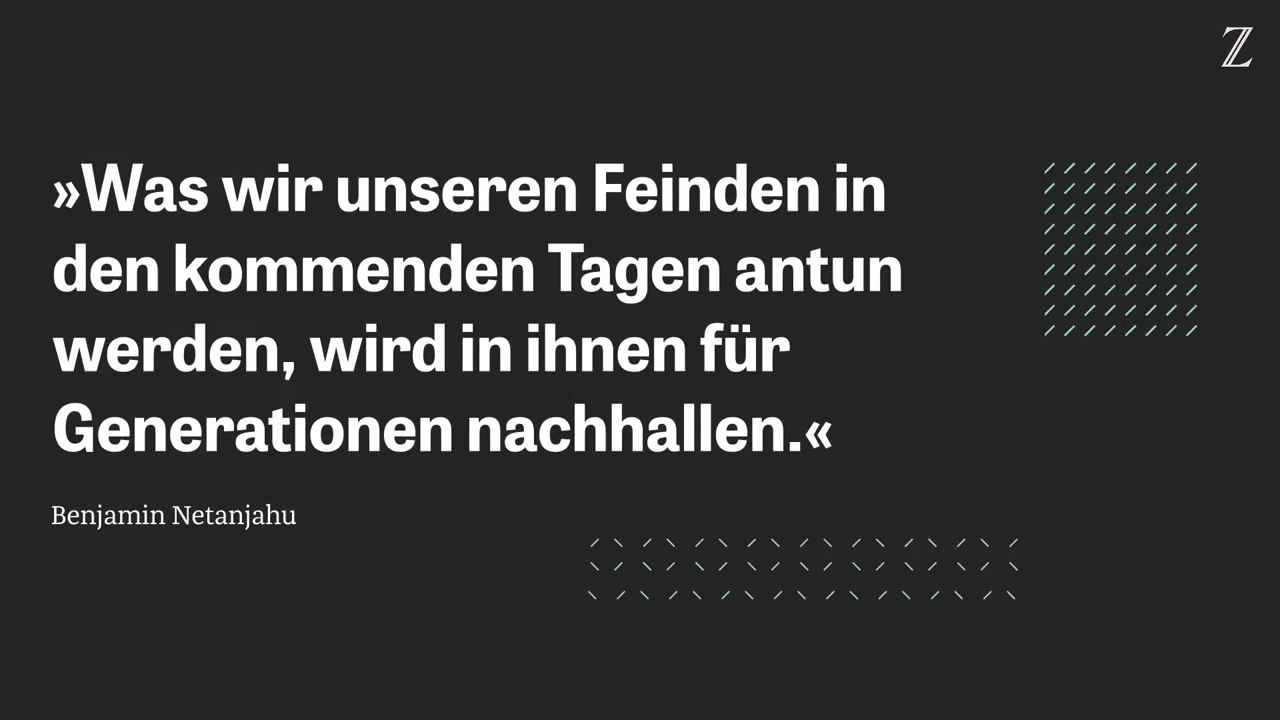 Z
»Was wir unseren Feinden in
den kommenden Tagen antun
werden, wird in ihnen für
Generationen nachhallen.«
Benjamin Netanjahu